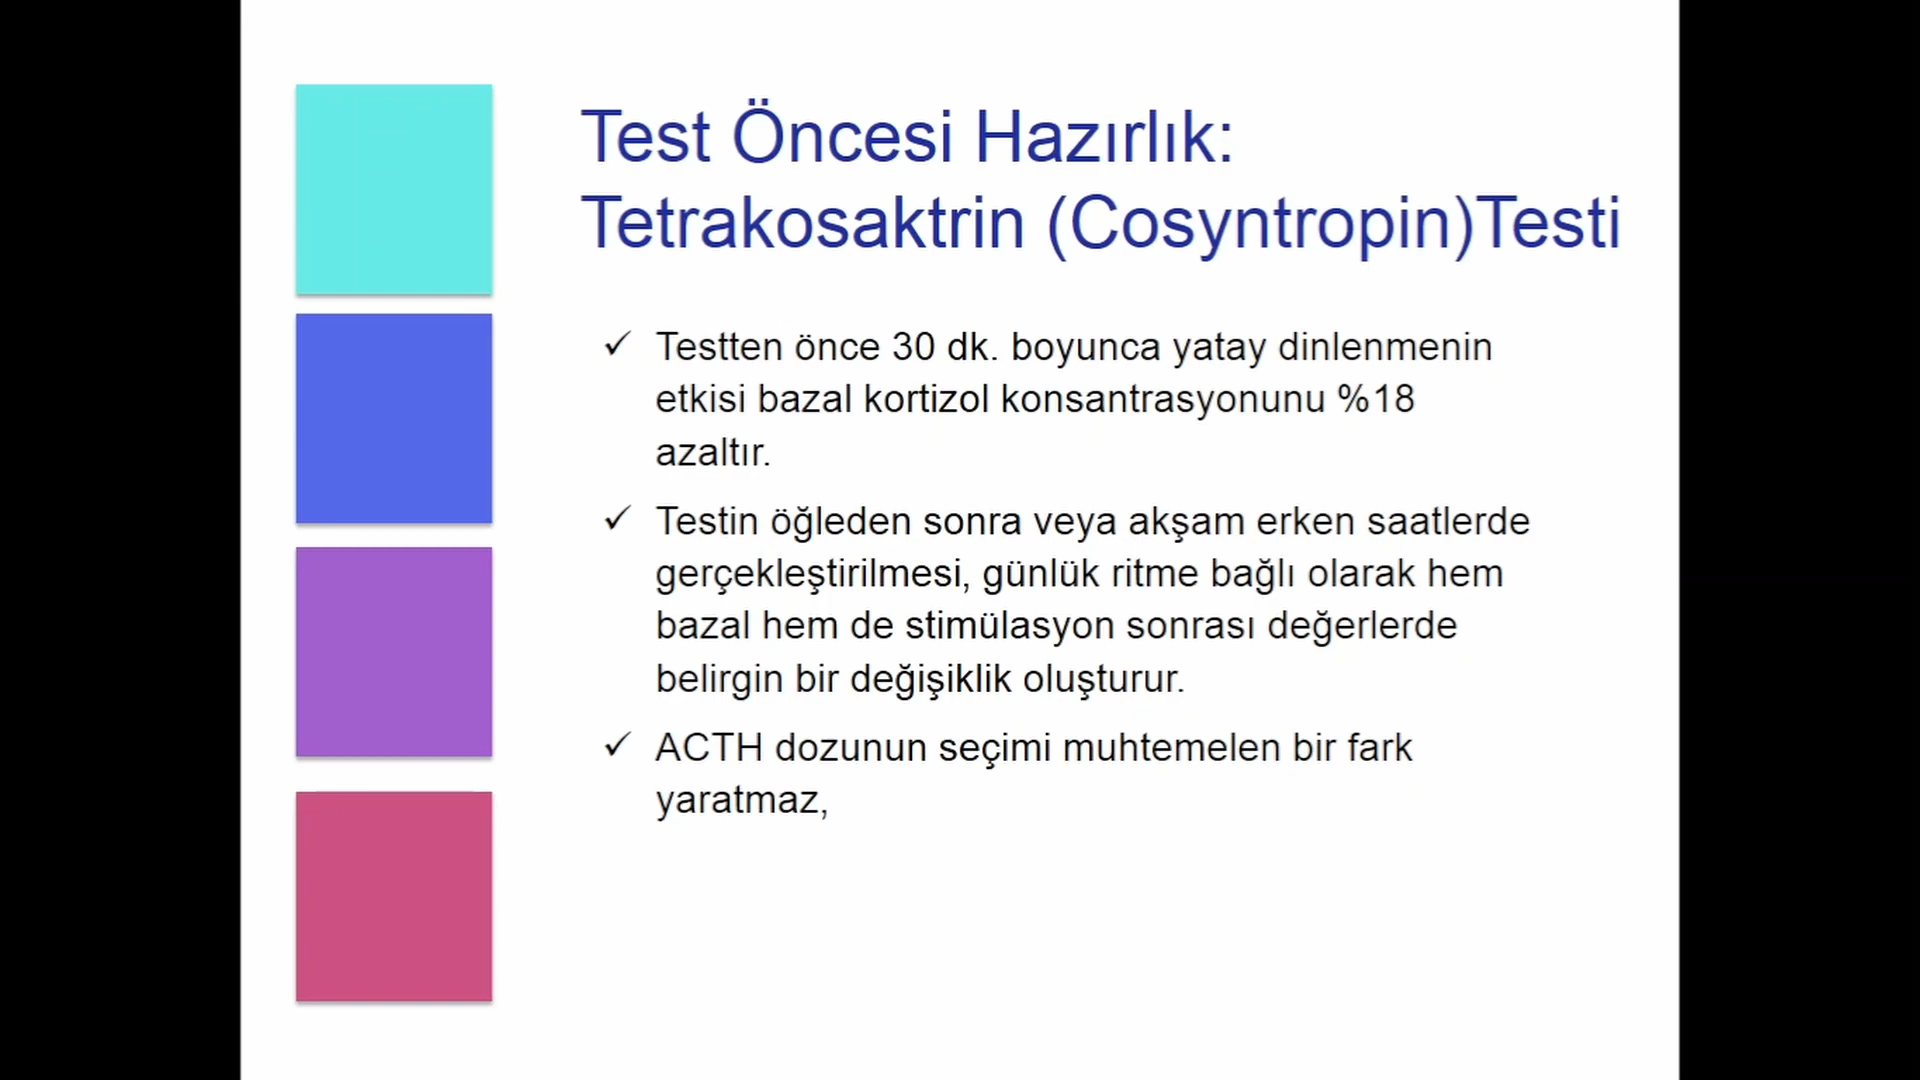 Test Öncesi Hazırlık:
Tetrakosaktrin (Cosyntropin)Testi
✓ Testten önce 30 dk. boyunca yatay dinlenmenin
etkisi bazal kortizol konsantrasyonunu %18
azaltır.
✓ Testin öğleden sonra veya akşam erken saatlerde
gerçekleştirilmesi, günlük ritme bağlı olarak hem
bazal hem de stimülasyon sonrası değerlerde
belirgin bir değişiklik oluşturur.
✓ ACTH dozunun seçimi muhtemelen bir fark
yaratmaz,